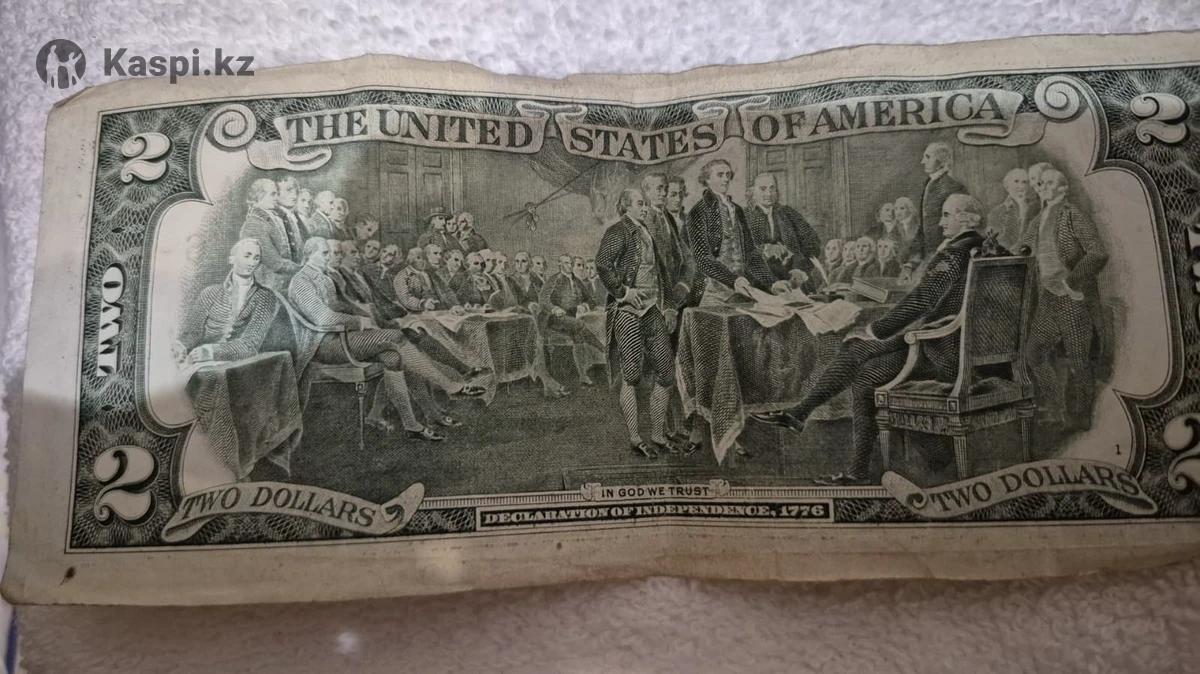 Kaspi.kz
THE UNITED STATES OF AMERICA
2
2
TWO
2
TWO DOLLARS
IN GOD WE TRUST
DECLARATION OF INDEPENDENCE, 1776
1
TWO DOLLARS
2